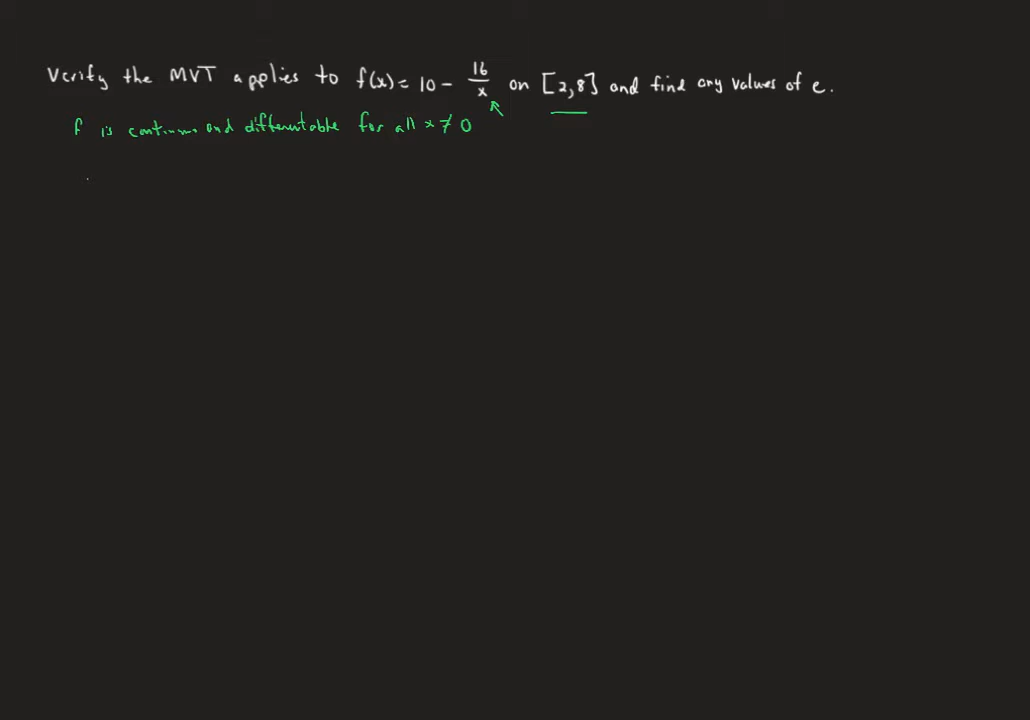 Verify the MVT applies to f(x) = 10 - 16/x on [2,8] and find any values of c.
f is continuous and differentiable for all x ≠ 0